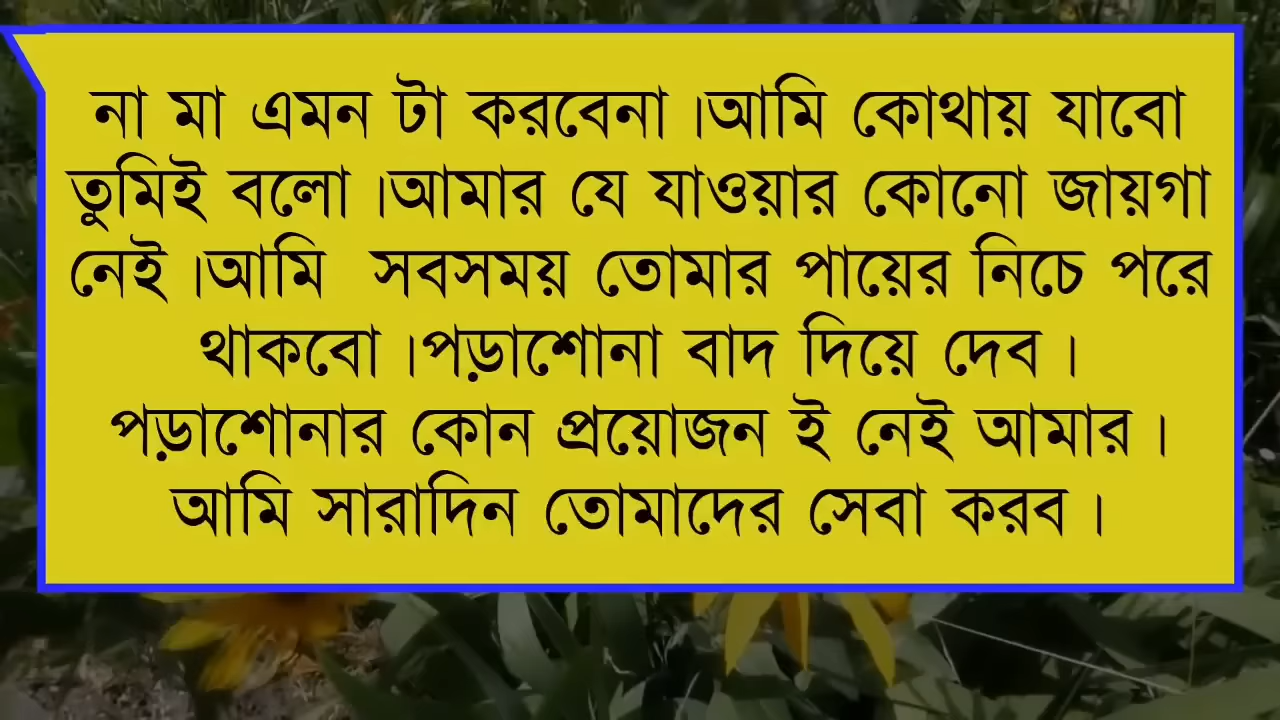 না মা এমন টা করবেনা ।আমি কোথায় যাবো
তুমিই বলো ।আমার যে যাওয়ার কোনো জায়গা
নেই ।আমি  সবসময় তোমার পায়ের নিচে পরে
থাকবো ।পড়াশোনা বাদ দিয়ে দেব ।
পড়াশোনার কোন প্রয়োজন ই নেই আমার ।
আমি সারাদিন তোমাদের সেবা করব ।